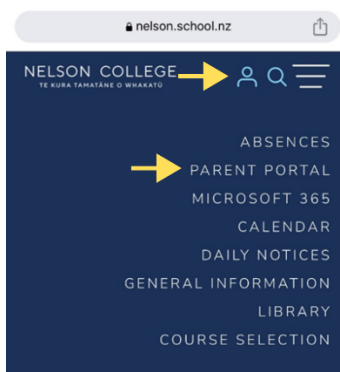 nelson.school.nz
NELSON COLLEGE
TE KURA TAMATĀNE O WHAKATŪ
ABSENCES
PARENT PORTAL
MICROSOFT 365
CALENDAR
DAILY NOTICES
GENERAL INFORMATION
LIBRARY
COURSE SELECTION